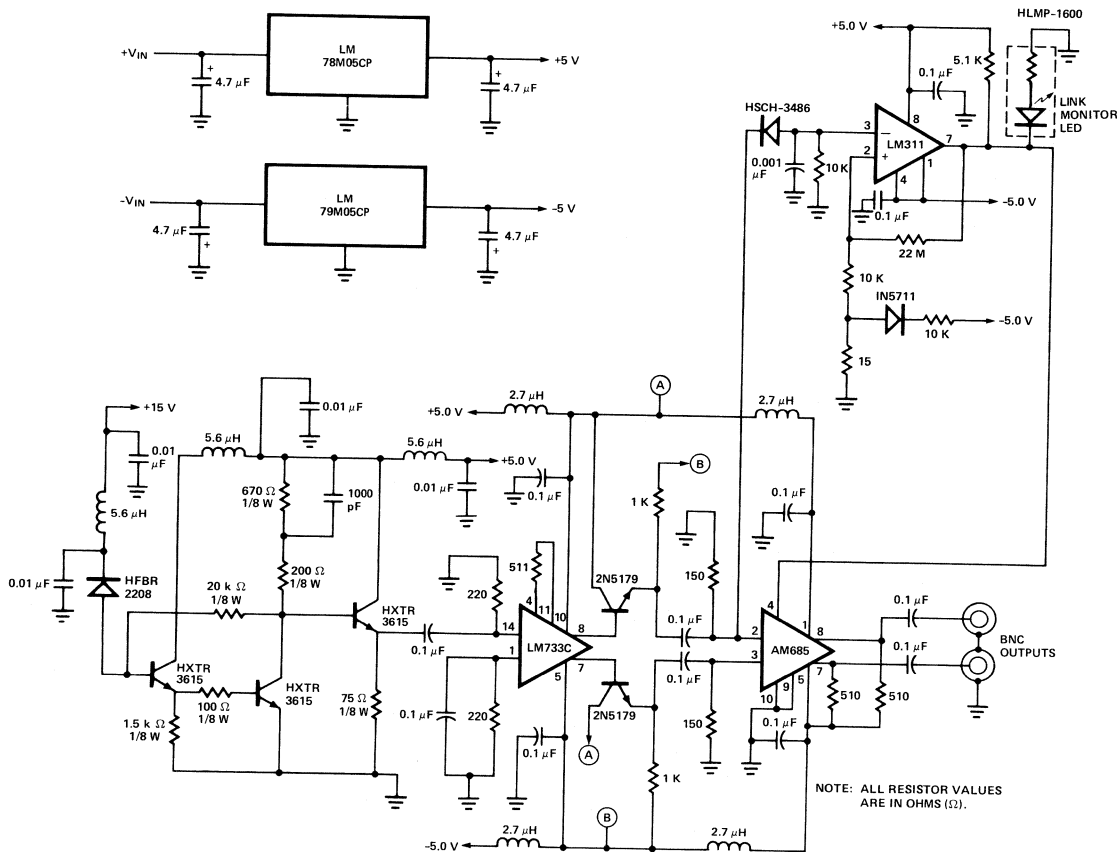 +VIN
4.7 µF
+
LM
78M05CP
+
4.7 µF
+5 V
-VIN
4.7 µF
+
LM
79M05CP
+
4.7 µF
-5 V
+5.0 V
5.1 K
HLMP-1600
LINK
MONITOR
LED
0.1 µF
HSCH-3486
3
8
−
LM311
7
2
+
4
1
0.001
µF
10 K
0.1 µF
-5.0 V
22 M
10 K
IN5711
10 K
-5.0 V
15
+15 V
0.01
µF
5.6 µH
0.01 µF
HFBR
2208
5.6 µH
0.01 µF
5.6 µH
+5.0 V
0.01 µF
670 Ω
1/8 W
1000
pF
200 Ω
1/8 W
20 k Ω
1/8 W
HXTR
3615
HXTR
3615
100 Ω
1/8 W
HXTR
3615
1.5 k Ω
1/8 W
75 Ω
1/8 W
0.1 µF
+5.0 V
2.7 µH
A
2.7 µH
0.1 µF
B
1 K
0.1 µF
220
511
4
11
10
14
8
LM733C
1
7
5
0.1 µF
220
0.1 µF
2N5179
2N5179
A
150
0.1 µF
0.1 µF
150
1 K
4
1
2
8
AM685
3
7
10
9
5
0.1 µF
0.1 µF
0.1 µF
BNC
OUTPUTS
510
510
-5.0 V
2.7 µH
B
2.7 µH
NOTE: ALL RESISTOR VALUES
ARE IN OHMS (Ω).